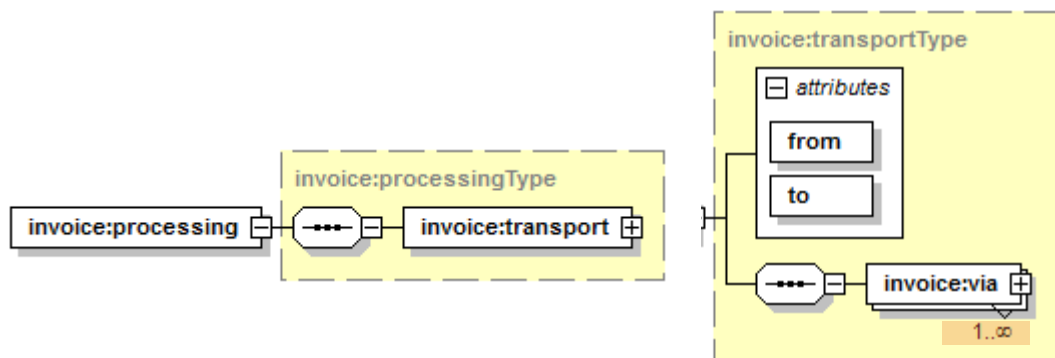 invoice:processing
invoice:processingType
invoice:transport
invoice:transportType
attributes
from
to
invoice:via
1..∞